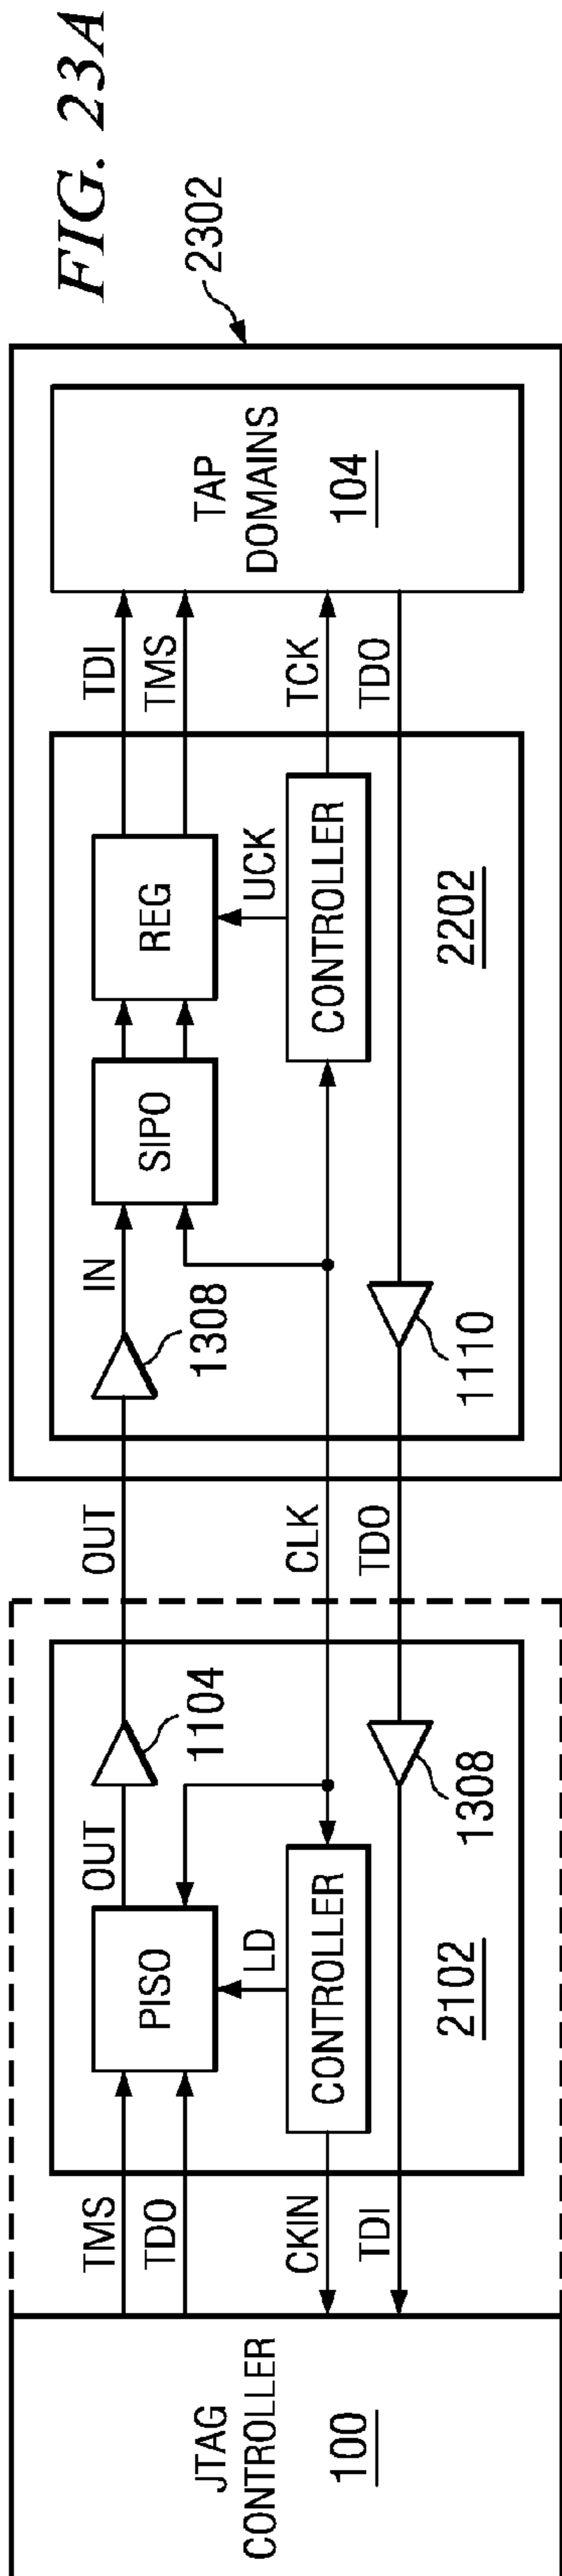 FIG. 23A
2302
JTAG
CONTROLLER
100
TMS
TDO
CKIN
TDI
PISO
LD
CONTROLLER
2102
OUT
1104
1308
OUT
CLK
TDO
IN
1308
SIPO
REG
UCK
CONTROLLER
2202
1110
TDI
TMS
TCK
TDO
TAP
DOMAINS
104